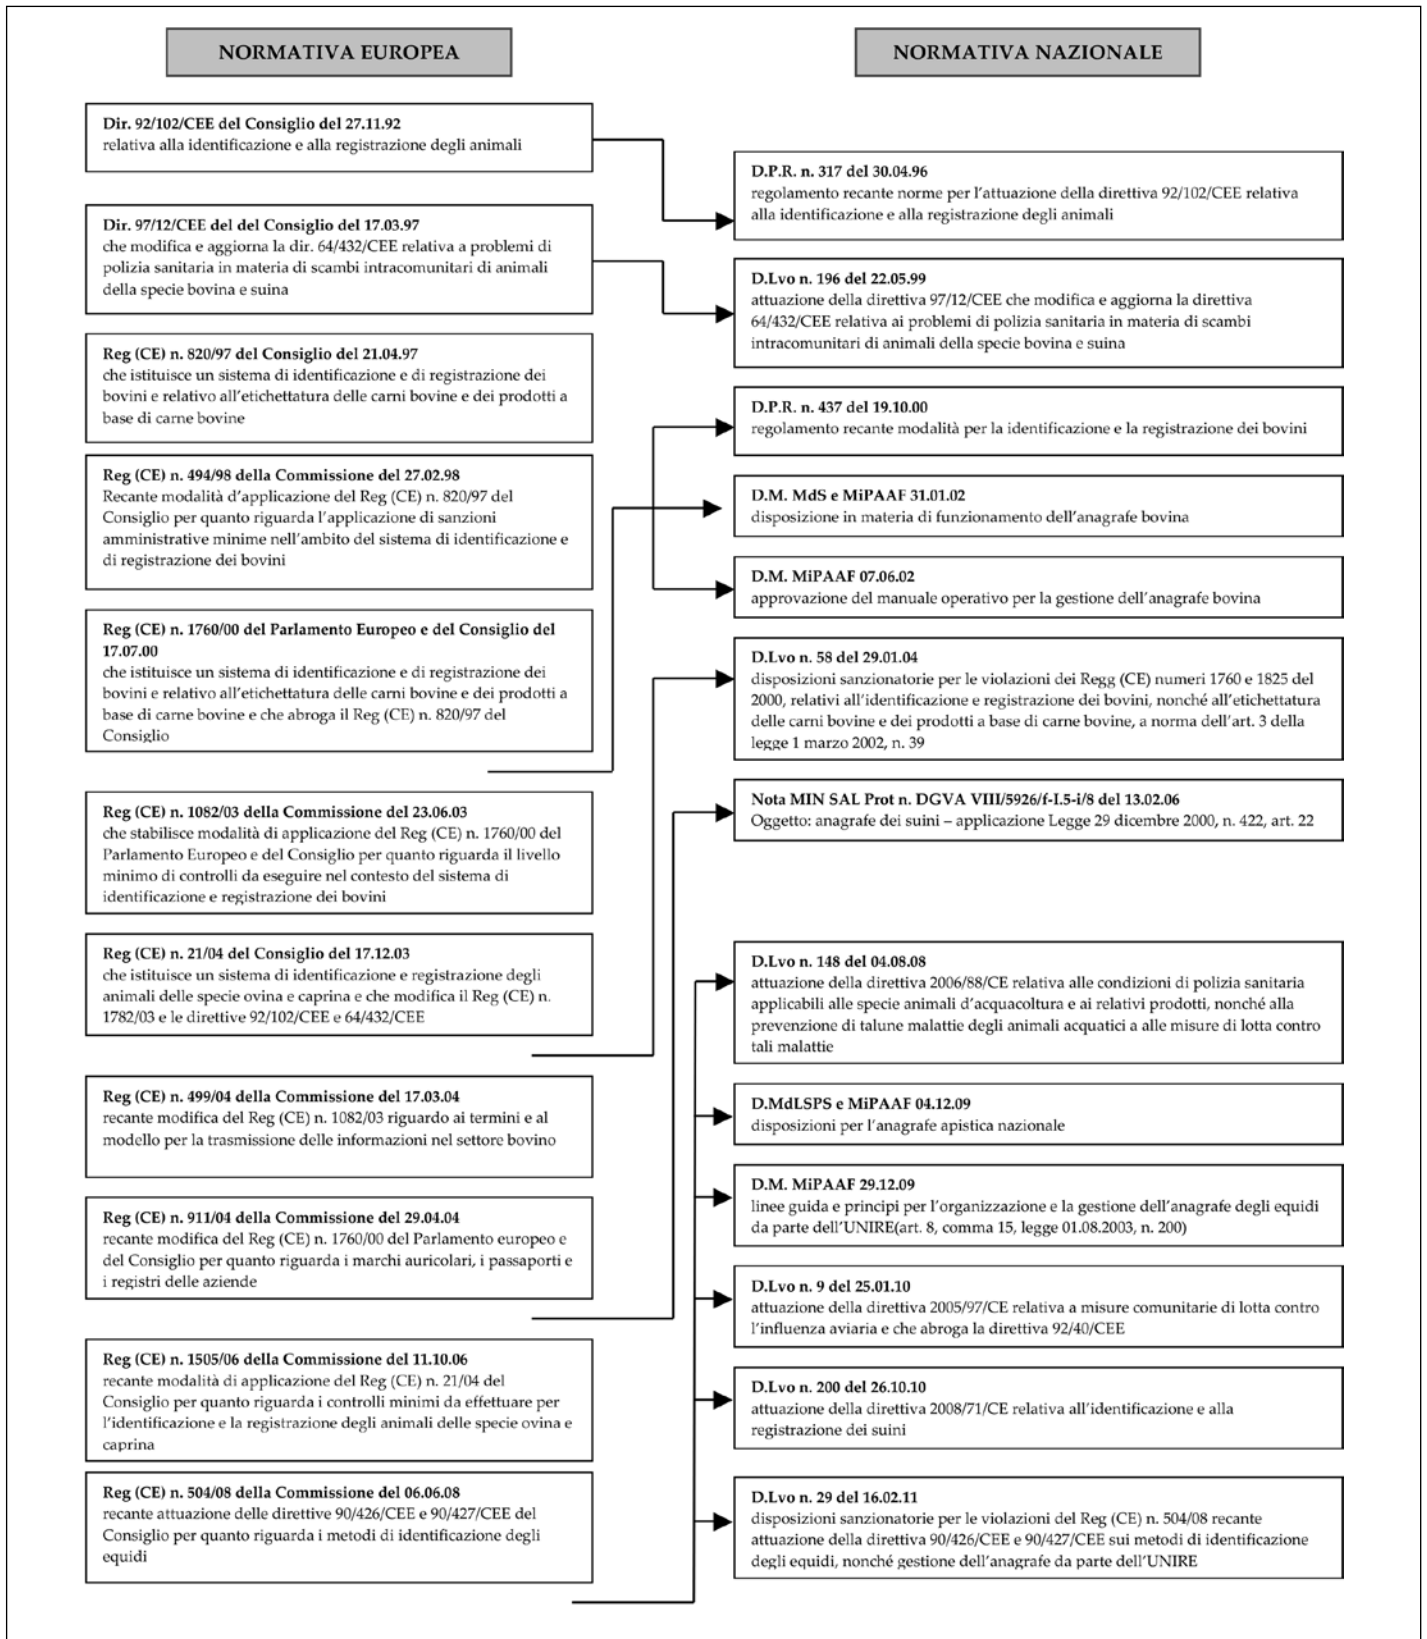 NORMATIVA EUROPEA
Dir. 92/102/CEE del Consiglio del 27.11.92
relativa alla identificazione e alla registrazione degli animali
Dir. 97/12/CEE del del Consiglio del 17.03.97
che modifica e aggiorna la dir. 64/432/CEE relativa a problemi di
polizia sanitaria in materia di scambi intracomunitari di animali
della specie bovina e suina
Reg (CE) n. 820/97 del Consiglio del 21.04.97
che istituisce un sistema di identificazione e di registrazione dei
bovini e relativo all'etichettatura delle carni bovine e dei prodotti a
base di carne bovine
Reg (CE) n. 494/98 della Commissione del 27.02.98
Recante modalità d'applicazione del Reg (CE) n. 820/97 del
Consiglio per quanto riguarda l'applicazione di sanzioni
amministrative minime nell'ambito del sistema di identificazione e
di registrazione dei bovini
Reg (CE) n. 1760/00 del Parlamento Europeo e del Consiglio del
17.07.00
che istituisce un sistema di identificazione e di registrazione dei
bovini e relativo all'etichettatura delle carni bovine e dei prodotti a
base di carne bovine e che abroga il Reg (CE) n. 820/97 del
Consiglio
Reg (CE) n. 1082/03 della Commissione del 23.06.03
che stabilisce modalità di applicazione del Reg (CE) n. 1760/00 del
Parlamento Europeo e del Consiglio per quanto riguarda il livello
minimo di controlli da eseguire nel contesto del sistema di
identificazione e registrazione dei bovini
Reg (CE) n. 21/04 del Consiglio del 17.12.03
che istituisce un sistema di identificazione e registrazione degli
animali delle specie ovina e caprina e che modifica il Reg (CE) n.
1782/03 e le direttive 92/102/CEE e 64/432/CEE
Reg (CE) n. 499/04 della Commissione del 17.03.04
recante modifica del Reg (CE) n. 1082/03 riguardo ai termini e al
modello per la trasmissione delle informazioni nel settore bovino
Reg (CE) n. 911/04 della Commissione del 29.04.04
recante modifica del Reg (CE) n. 1760/00 del Parlamento europeo e
del Consiglio per quanto riguarda i marchi auricolari, i passaporti e
i registri delle aziende
Reg (CE) n. 1505/06 della Commissione del 11.10.06
recante modalità di applicazione del Reg (CE) n. 21/04 del
Consiglio per quanto riguarda i controlli minimi da effettuare per
l'identificazione e la registrazione degli animali delle specie ovina e
caprina
Reg (CE) n. 504/08 della Commissione del 06.06.08
recante attuazione delle direttive 90/426/CEE e 90/427/CEE del
Consiglio per quanto riguarda i metodi di identificazione degli
equidi
NORMATIVA NAZIONALE
D.P.R. n. 317 del 30.04.96
regolamento recante norme per l'attuazione della direttiva 92/102/CEE relativa
alla identificazione e alla registrazione degli animali
D.Lvo n. 196 del 22.05.99
attuazione della direttiva 97/12/CEE che modifica e aggiorna la direttiva
64/432/CEE relativa ai problemi di polizia sanitaria in materia di scambi
intracomunitari di animali della specie bovina e suina
D.P.R. n. 437 del 19.10.00
regolamento recante modalità per la identificazione e la registrazione dei bovini
D.M. MdS e MiPAAF 31.01.02
disposizione in materia di funzionamento dell'anagrafe bovina
D.M. MiPAAF 07.06.02
approvazione del manuale operativo per la gestione dell'anagrafe bovina
D.Lvo n. 58 del 29.01.04
disposizioni sanzionatorie per le violazioni dei Regg (CE) numeri 1760 e 1825 del
2000, relativi all'identificazione e registrazione dei bovini, nonché all'etichettatura
delle carni bovine e dei prodotti a base di carne bovine, a norma dell'art. 3 della
legge 1 marzo 2002, n. 39
Nota MIN SAL Prot n. DGVA VIII/5926/f-I.5-i/8 del 13.02.06
Oggetto: anagrafe dei suini – applicazione Legge 29 dicembre 2000, n. 422, art. 22
D.Lvo n. 148 del 04.08.08
attuazione della direttiva 2006/88/CE relativa alle condizioni di polizia sanitaria
applicabili alle specie animali d'acquacoltura e ai relativi prodotti, nonché alla
prevenzione di talune malattie degli animali acquatici a alle misure di lotta contro
tali malattie
D.MdLSPS e MiPAAF 04.12.09
disposizioni per l'anagrafe apistica nazionale
D.M. MiPAAF 29.12.09
linee guida e principi per l'organizzazione e la gestione dell'anagrafe degli equidi
da parte dell'UNIRE(art. 8, comma 15, legge 01.08.2003, n. 200)
D.Lvo n. 9 del 25.01.10
attuazione della direttiva 2005/97/CE relativa a misure comunitarie di lotta contro
l'influenza aviaria e che abroga la direttiva 92/40/CEE
D.Lvo n. 200 del 26.10.10
attuazione della direttiva 2008/71/CE relativa all'identificazione e alla
registrazione dei suini
D.Lvo n. 29 del 16.02.11
disposizioni sanzionatorie per le violazioni del Reg (CE) n. 504/08 recante
attuazione della direttiva 90/426/CEE e 90/427/CEE sui metodi di identificazione
degli equidi, nonché gestione dell'anagrafe da parte dell'UNIRE